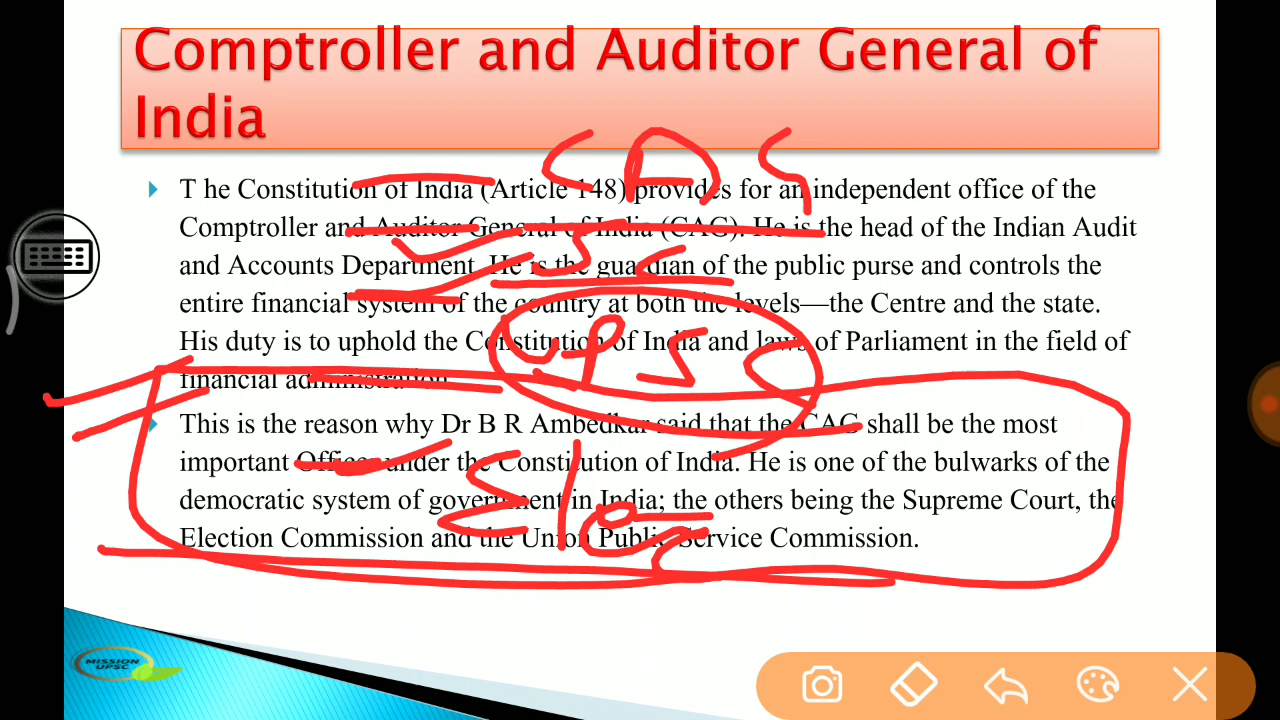 Comptroller and Auditor General of
India
T he Constitution of India (Article 148) provides for an independent office of the
Comptroller and Auditor General of India (CAG). He is the head of the Indian Audit
and Accounts Department. He is the guardian of the public purse and controls the
entire financial system of the country at both the levels—the Centre and the state.
His duty is to uphold the Constitution of India and laws of Parliament in the field of
financial administration.
This is the reason why Dr B R Ambedkar said that the CAG shall be the most
important Officer under the Constitution of India. He is one of the bulwarks of the
democratic system of government in India; the others being the Supreme Court, the
Election Commission and the Union Public Service Commission.
MISSION
UPSC